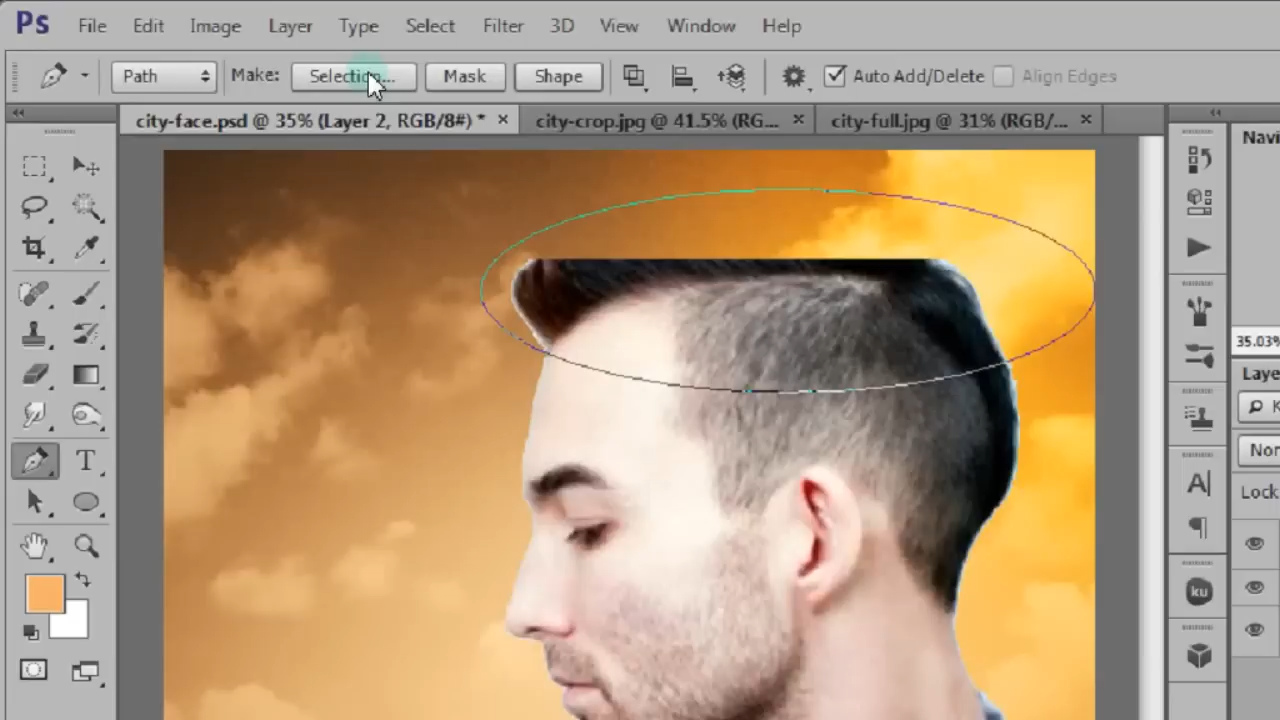 Ps File Edit Image Layer Type Select Filter 3D View Window Help
Path Make: Selection... Mask Shape Auto Add/Delete Align Edges
city-face.psd @ 35% (Layer 2, RGB/8#) * × city-crop.jpg @ 41.5% (RG... × city-full.jpg @ 31% (RGB/... ×
Navi
35.03%
Laye
K
Nor
Lock
T
A|
¶
ku